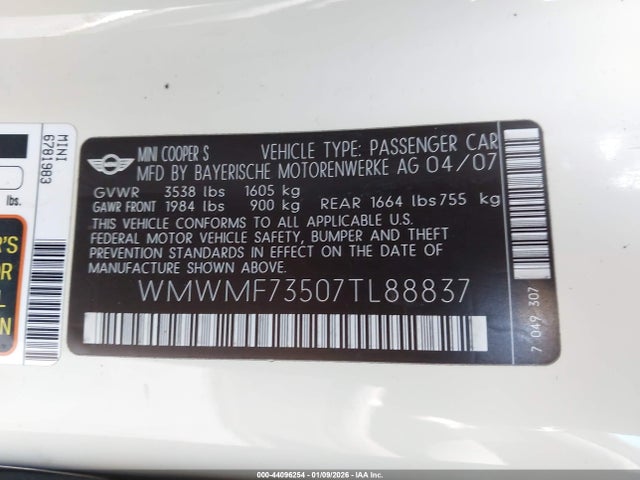 MINI COOPER S VEHICLE TYPE: PASSENGER CAR
MFD BY BAYERISCHE MOTORENWERKE AG 04/07
GVWR 3538 lbs 1605 kg
GAWR FRONT 1984 lbs 900 kg REAR 1664 lbs 755 kg
THIS VEHICLE CONFORMS TO ALL APPLICABLE U.S.
FEDERAL MOTOR VEHICLE SAFETY, BUMPER AND THEFT
PREVENTION STANDARDS IN EFFECT ON THE DATE OF
MANUFACTURE SHOWN ABOVE.
WMWMF73507TL88837
7 049 307
MINI
6781983
lbs.
000-44096254 - 01/09/2026 - © IAA Inc.